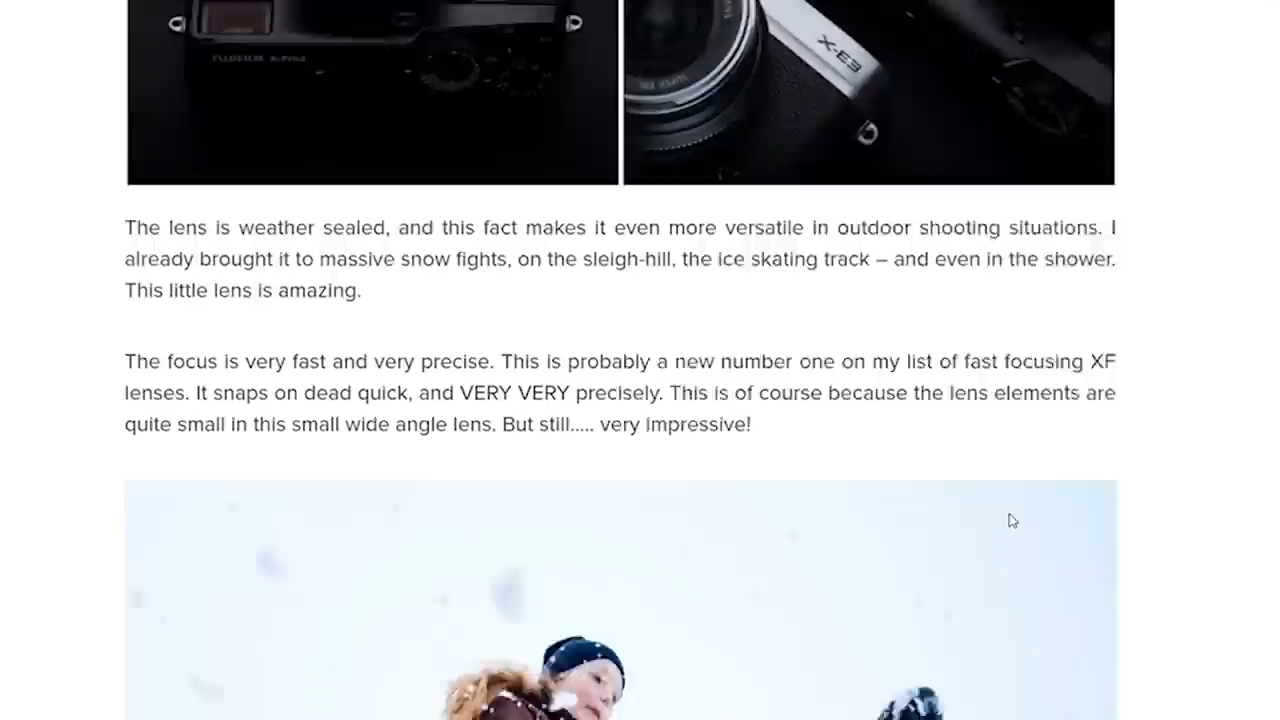 FUJIFILM
X-E3
The lens is weather sealed, and this fact makes it even more versatile in outdoor shooting situations. I
already brought it to massive snow fights, on the sleigh-hill, the ice skating track – and even in the shower.
This little lens is amazing.
The focus is very fast and very precise. This is probably a new number one on my list of fast focusing XF
lenses. It snaps on dead quick, and VERY VERY precisely. This is of course because the lens elements are
quite small in this small wide angle lens. But still..... very impressive!